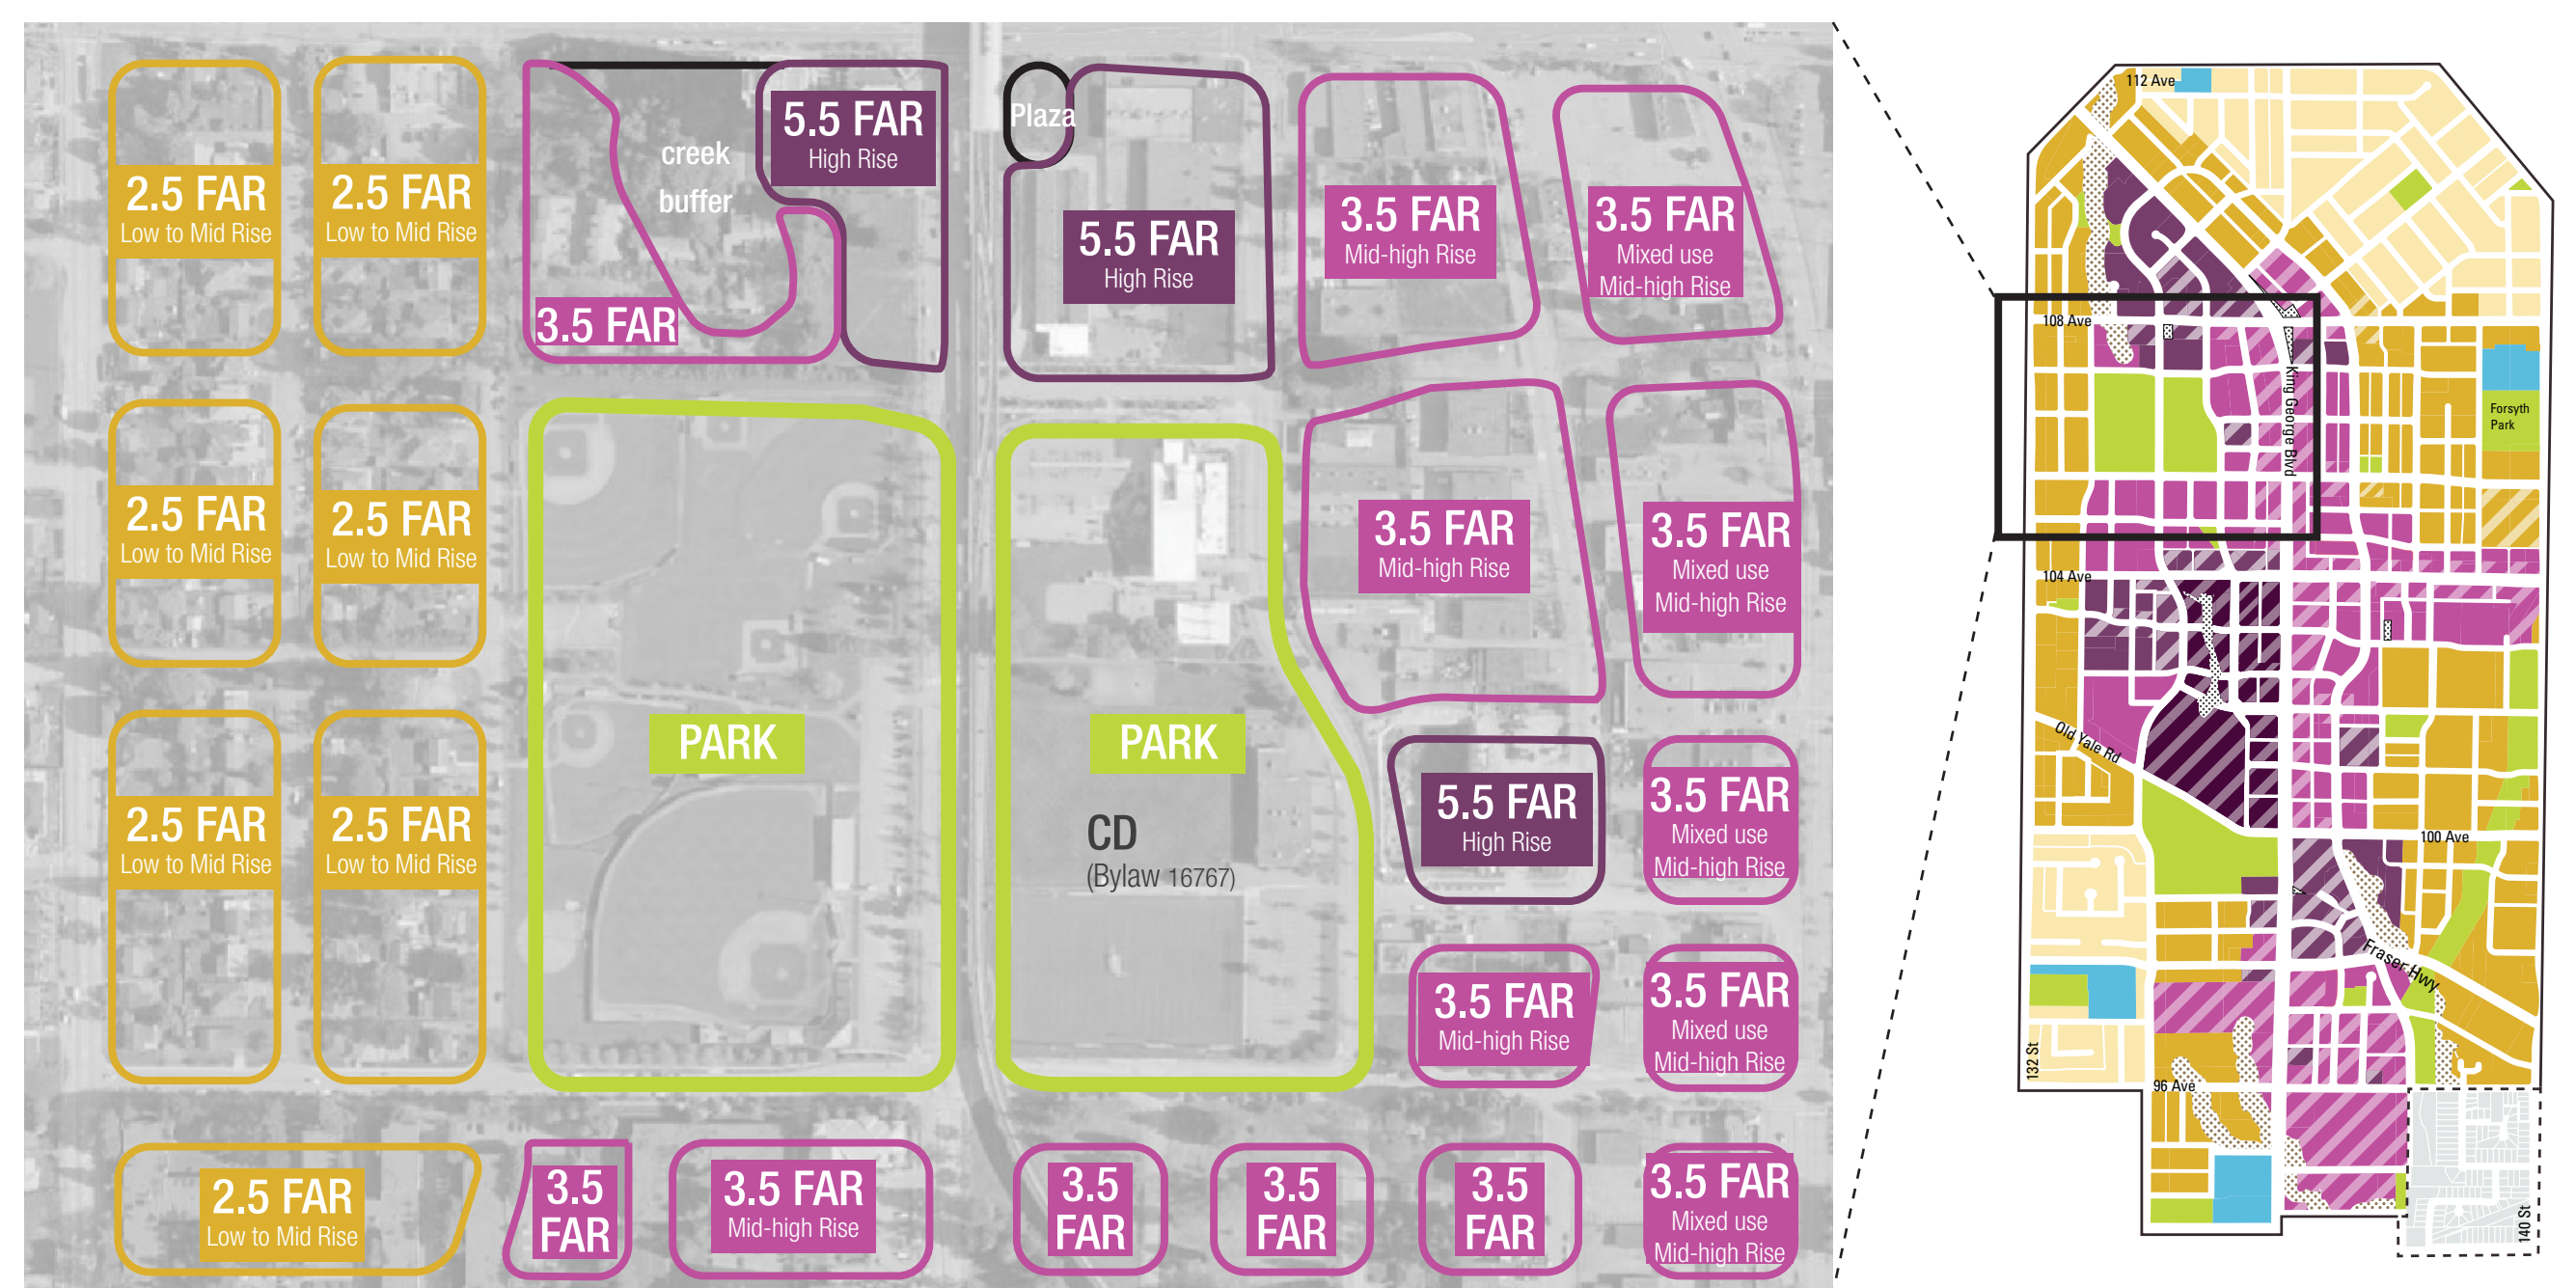 2.5 FAR
Low to Mid Rise
2.5 FAR
Low to Mid Rise
creek
buffer
5.5 FAR
High Rise
3.5 FAR
Plaza
5.5 FAR
High Rise
3.5 FAR
Mid-high Rise
3.5 FAR
Mixed use
Mid-high Rise
2.5 FAR
Low to Mid Rise
2.5 FAR
Low to Mid Rise
3.5 FAR
Mid-high Rise
3.5 FAR
Mixed use
Mid-high Rise
2.5 FAR
Low to Mid Rise
2.5 FAR
Low to Mid Rise
PARK
PARK
CD
(Bylaw 16767)
5.5 FAR
High Rise
3.5 FAR
Mixed use
Mid-high Rise
3.5 FAR
Mid-high Rise
3.5 FAR
Mixed use
Mid-high Rise
2.5 FAR
Low to Mid Rise
3.5
FAR
3.5 FAR
Mid-high Rise
3.5
FAR
3.5
FAR
3.5
FAR
3.5 FAR
Mixed use
Mid-high Rise
112 Ave
108 Ave
King George Blvd
Forsyth
Park
104 Ave
Old Yale Rd
100 Ave
Fraser Hwy
132 St
96 Ave
140 St